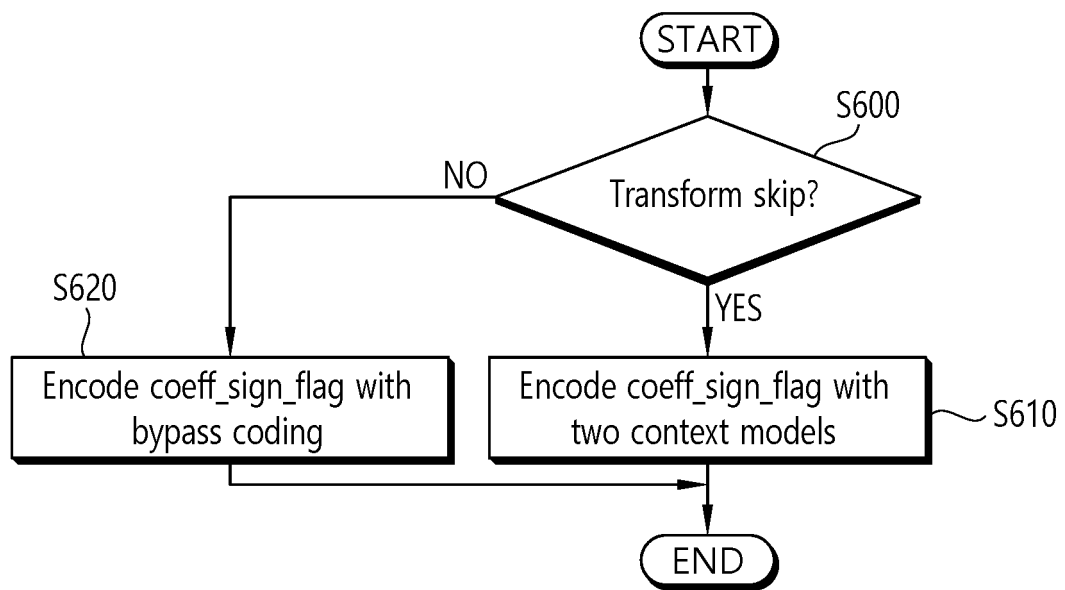 START
S600
Transform skip?
NO
YES
S620
Encode coeff_sign_flag with
bypass coding
Encode coeff_sign_flag with
two context models
S610
END